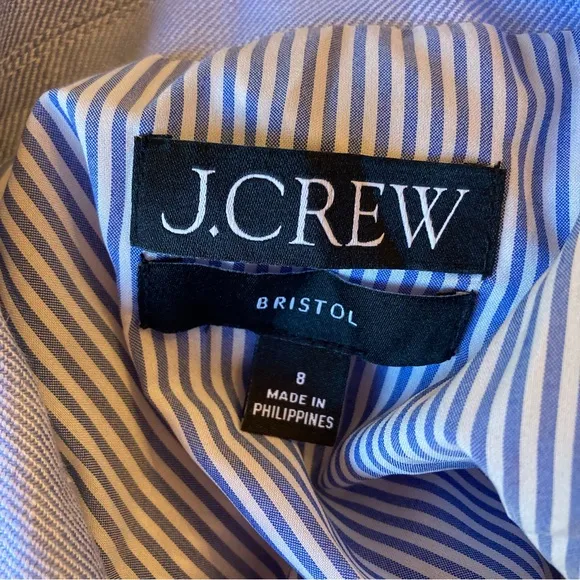 J.CREW
BRISTOL
8
MADE IN
PHILIPPINES